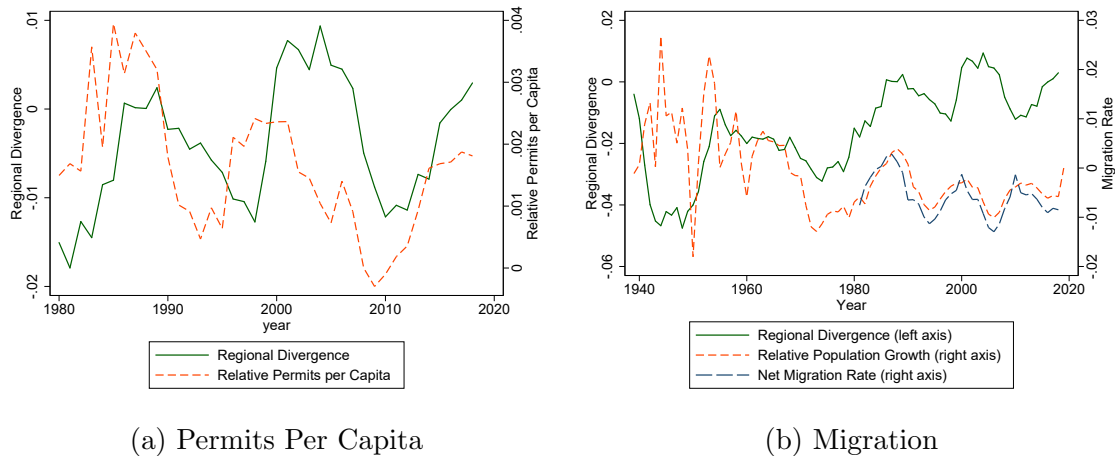 .01
0
-.01
-.02
Regional Divergence
.004
.003
.002
.001
0
Relative Permits per Capita
1980 1990 2000 2010 2020
year
Regional Divergence
Relative Permits per Capita
(a) Permits Per Capita
.02
0
-.02
-.04
-.06
Regional Divergence
.03
.02
.01
0
-.01
-.02
Migration Rate
1940 1960 1980 2000 2020
Year
Regional Divergence (left axis)
Relative Population Growth (right axis)
Net Migration Rate (right axis)
(b) Migration